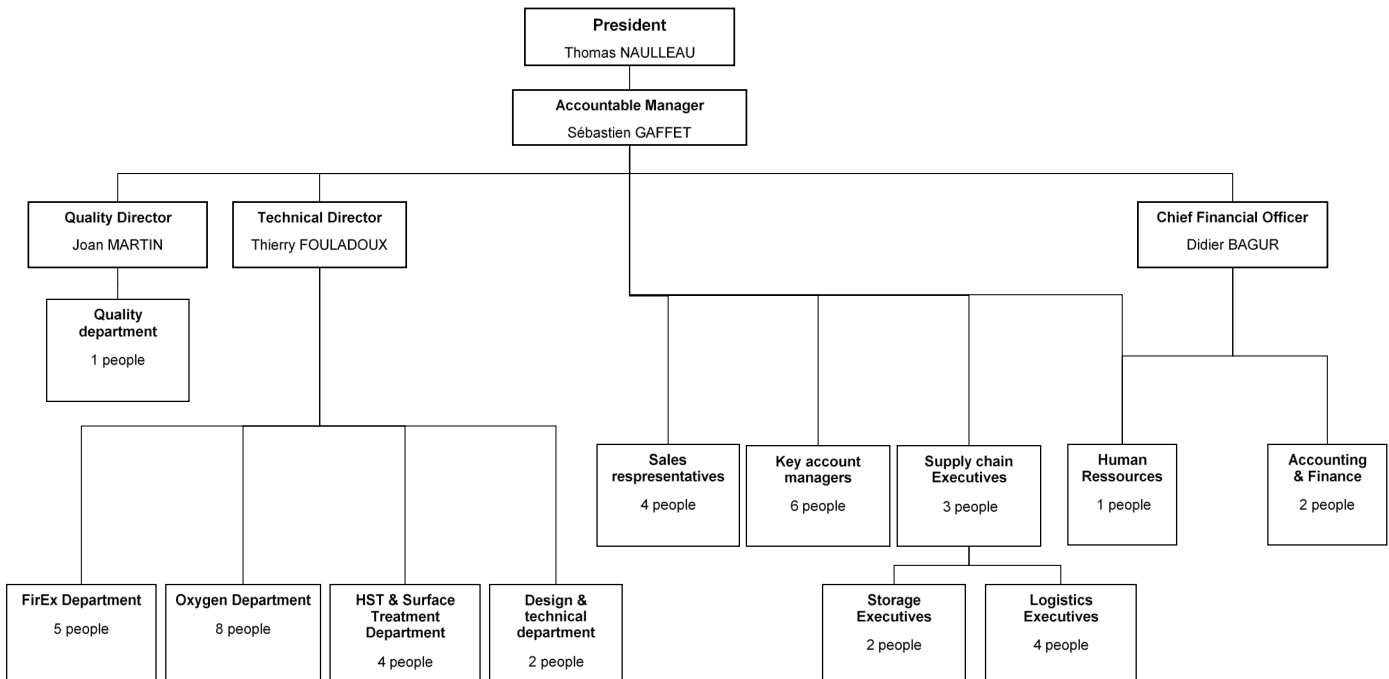 President
Thomas NAULLEAU
Accountable Manager
Sébastien GAFFET
Quality Director
Joan MARTIN
Technical Director
Thierry FOULADOUX
Chief Financial Officer
Didier BAGUR
Quality
department
1 people
Sales
respresentatives
4 people
Key account
managers
6 people
Supply chain
Executives
3 people
Human
Ressources
1 people
Accounting
& Finance
2 people
FirEx Department
5 people
Oxygen Department
8 people
HST & Surface
Treatment
Department
4 people
Design &
technical
department
2 people
Storage
Executives
2 people
Logistics
Executives
4 people